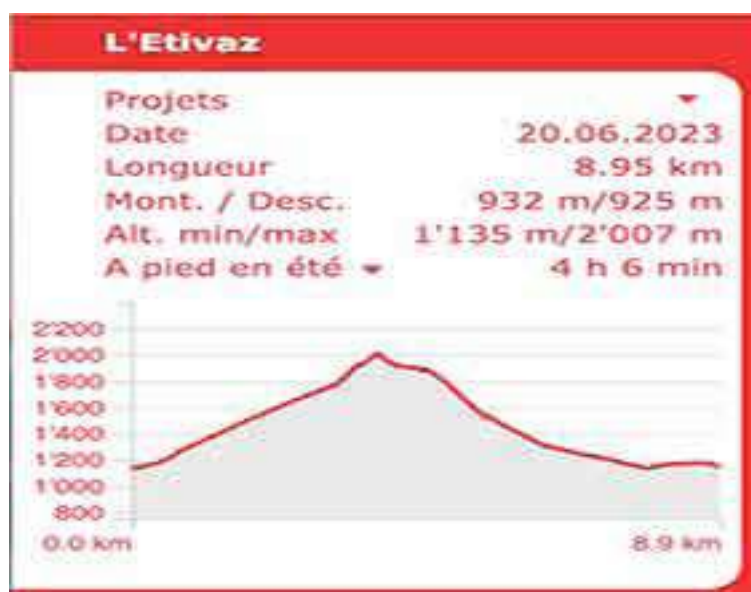 L'Etivaz
Projets
Date 20.06.2023
Longueur 8.95 km
Mont. / Desc. 932 m/925 m
Alt. min/max 1'135 m/2'007 m
A pied en été 4 h 6 min
2'200
2'000
1'800
1'600
1'400
1'200
1'000
800
0.0 km 8.9 km